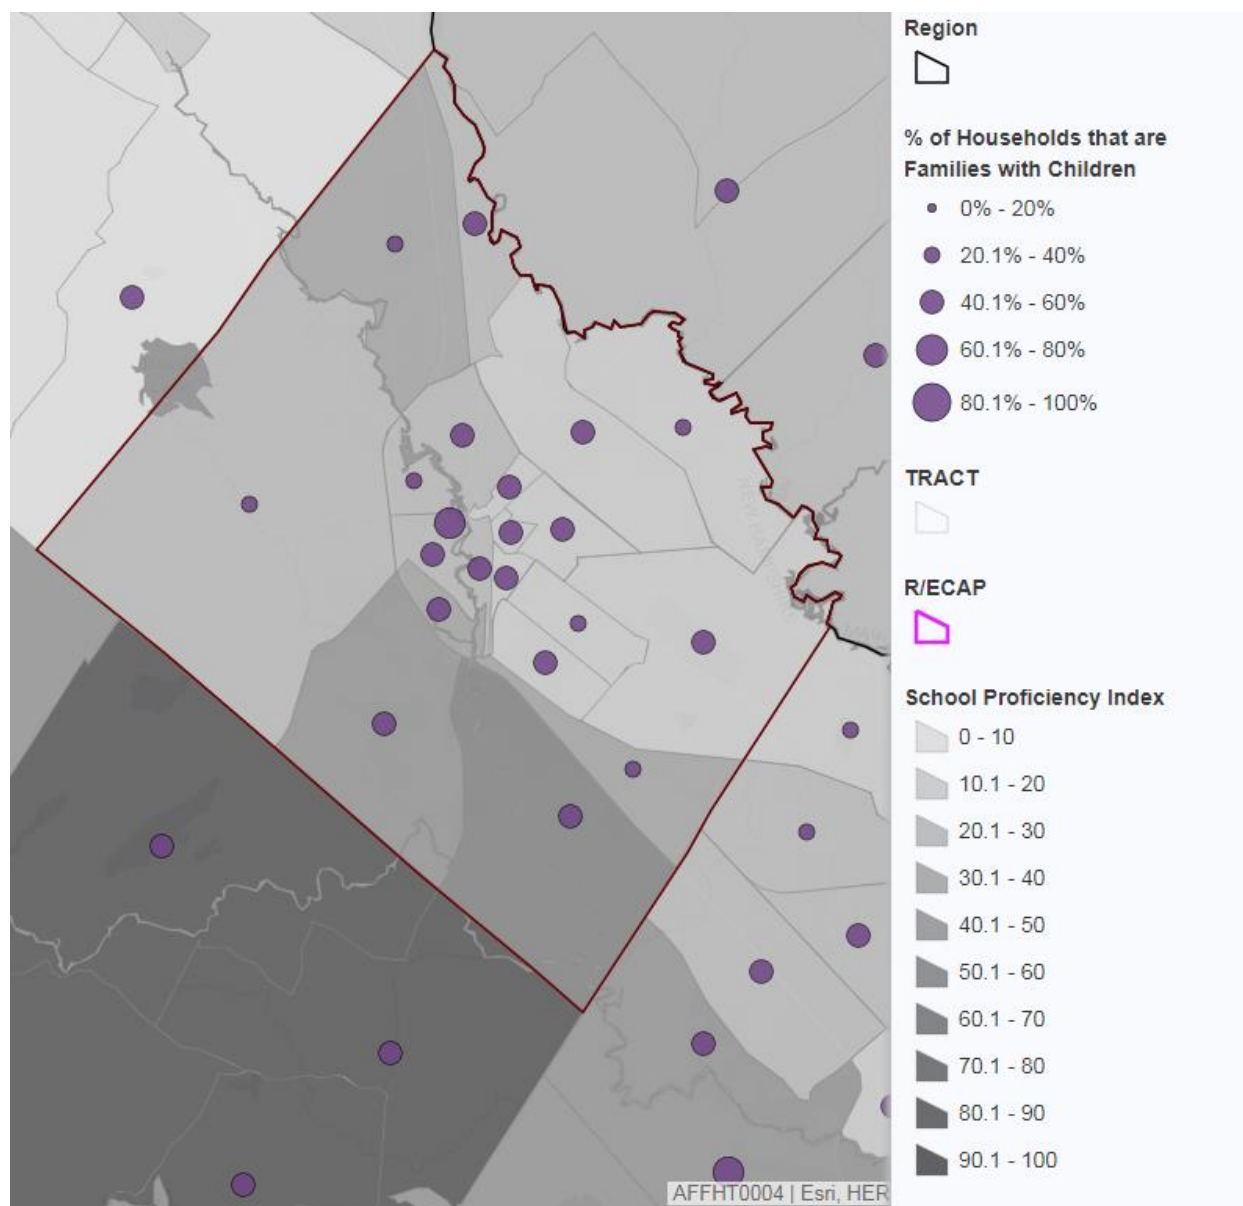 Region
% of Households that are
Families with Children
0% - 20%
20.1% - 40%
40.1% - 60%
60.1% - 80%
80.1% - 100%
TRACT
R/ECAP
School Proficiency Index
0 - 10
10.1 - 20
20.1 - 30
30.1 - 40
40.1 - 50
50.1 - 60
60.1 - 70
70.1 - 80
80.1 - 90
90.1 - 100
AFFHT0004 | Esri, HER